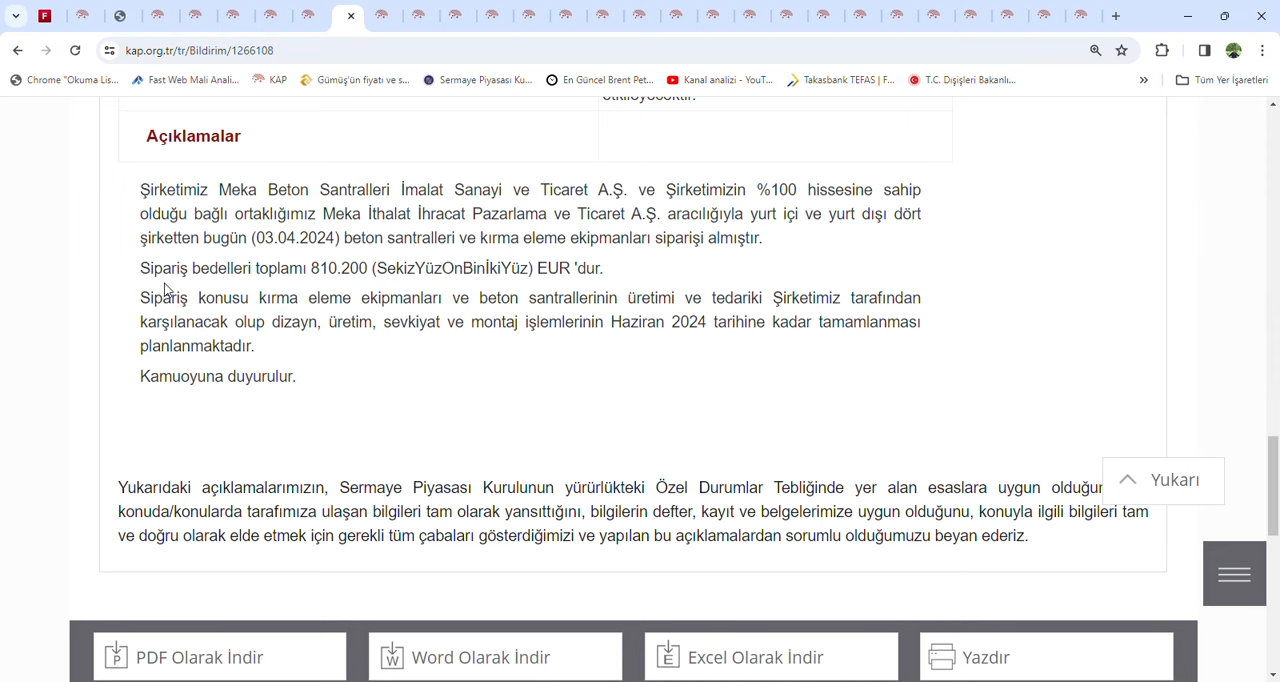 kap.org.tr/tr/Bildirim/1266108
Chrome "Okuma Lis... Fast Web Mali Anali... KAP Gümüş'ün fiyatı ve s... Sermaye Piyasası Ku... En Güncel Brent Pet... Kanal analizi - YouT... Takasbank TEFAS | F... T.C. Dışişleri Bakanlı... » Tüm Yer İşaretleri
Açıklamalar
Şirketimiz Meka Beton Santralleri İmalat Sanayi ve Ticaret A.Ş. ve Şirketimizin %100 hissesine sahip
olduğu bağlı ortaklığımız Meka İthalat İhracat Pazarlama ve Ticaret A.Ş. aracılığıyla yurt içi ve yurt dışı dört
şirketten bugün (03.04.2024) beton santralleri ve kırma eleme ekipmanları siparişi almıştır.
Sipariş bedelleri toplamı 810.200 (SekizYüzOnBinİkiYüz) EUR 'dur.
Sipariş konusu kırma eleme ekipmanları ve beton santrallerinin üretimi ve tedariki Şirketimiz tarafından
karşılanacak olup dizayn, üretim, sevkiyat ve montaj işlemlerinin Haziran 2024 tarihine kadar tamamlanması
planlanmaktadır.
Kamuoyuna duyurulur.
Yukarı
Yukarıdaki açıklamalarımızın, Sermaye Piyasası Kurulunun yürürlükteki Özel Durumlar Tebliğinde yer alan esaslara uygun
konuda/konularda tarafımıza ulaşan bilgileri tam olarak yansıttığını, bilgilerin defter, kayıt ve belgelerimize uygun olduğunu, konuyla ilgili bilgileri tam
ve doğru olarak elde etmek için gerekli tüm çabaları gösterdiğimizi ve yapılan bu açıklamalardan sorumlu olduğumuzu beyan ederiz.
PDF Olarak İndir Word Olarak İndir Excel Olarak İndir Yazdır